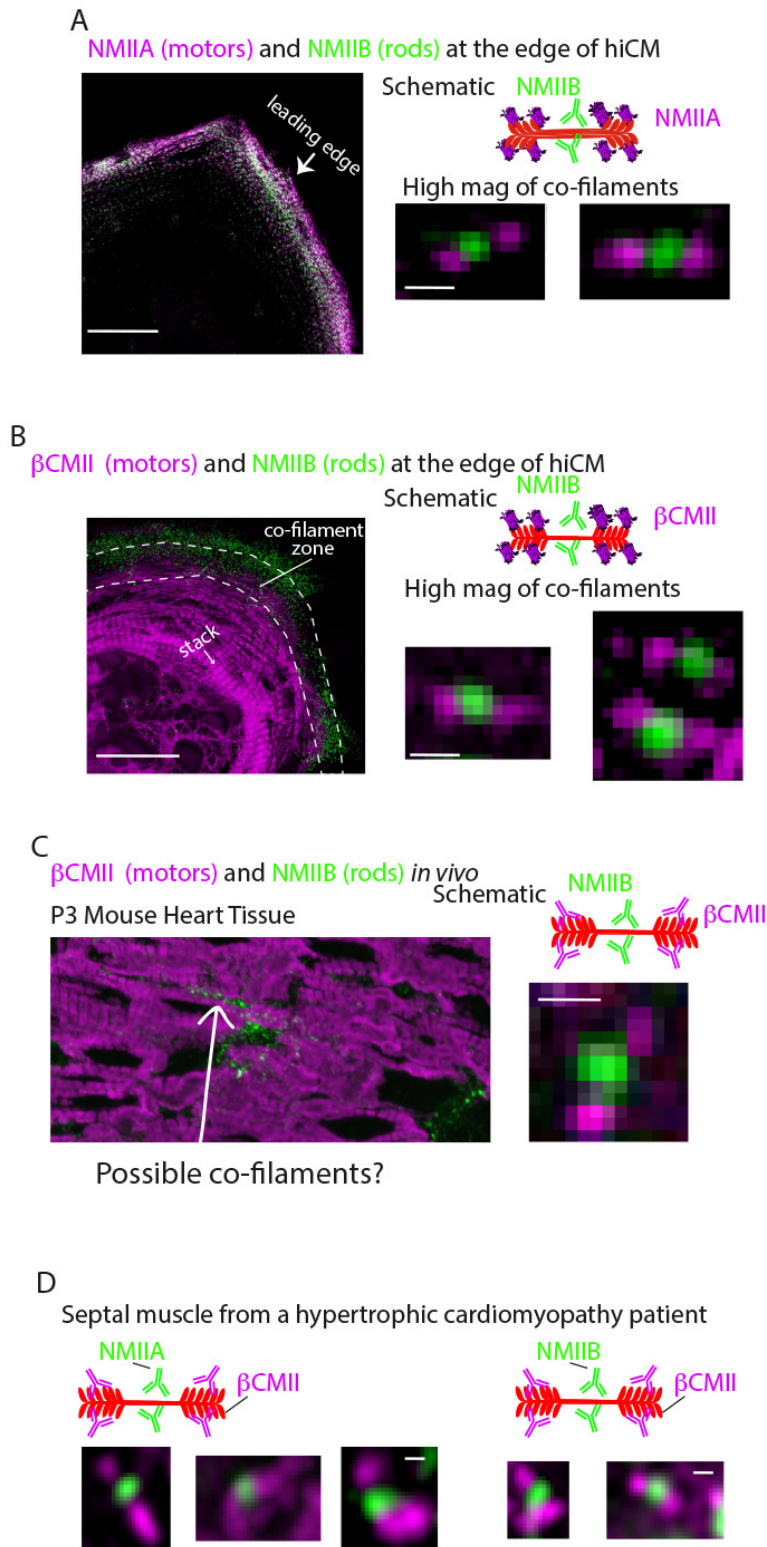 A
NMIIA (motors) and NMIIB (rods) at the edge of hiCM
leading edge
Schematic
NMIIB
NMIIA
High mag of co-filaments
B
βCMII (motors) and NMIIB (rods) at the edge of hiCM
co-filament
zone
stack
Schematic
NMIIB
βCMII
High mag of co-filaments
C
βCMII (motors) and NMIIB (rods) in vivo
P3 Mouse Heart Tissue
Schematic
NMIIB
βCMII
Possible co-filaments?
D
Septal muscle from a hypertrophic cardiomyopathy patient
NMIIA
βCMII
NMIIB
βCMII